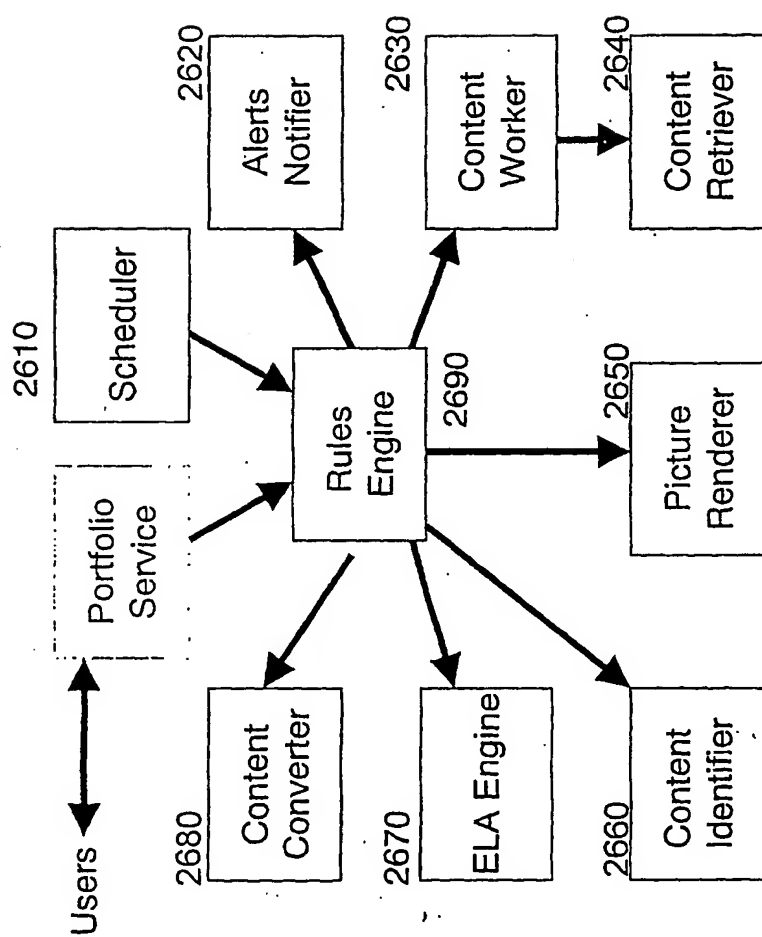 2610
Scheduler
Users
Portfolio
Service
2620
Alerts
Notifier
2630
Content
Worker
2640
Content
Retriever
Rules
Engine
2690
2650
Picture
Renderer
2680
Content
Converter
2670
ELA Engine
2660
Content
Identifier